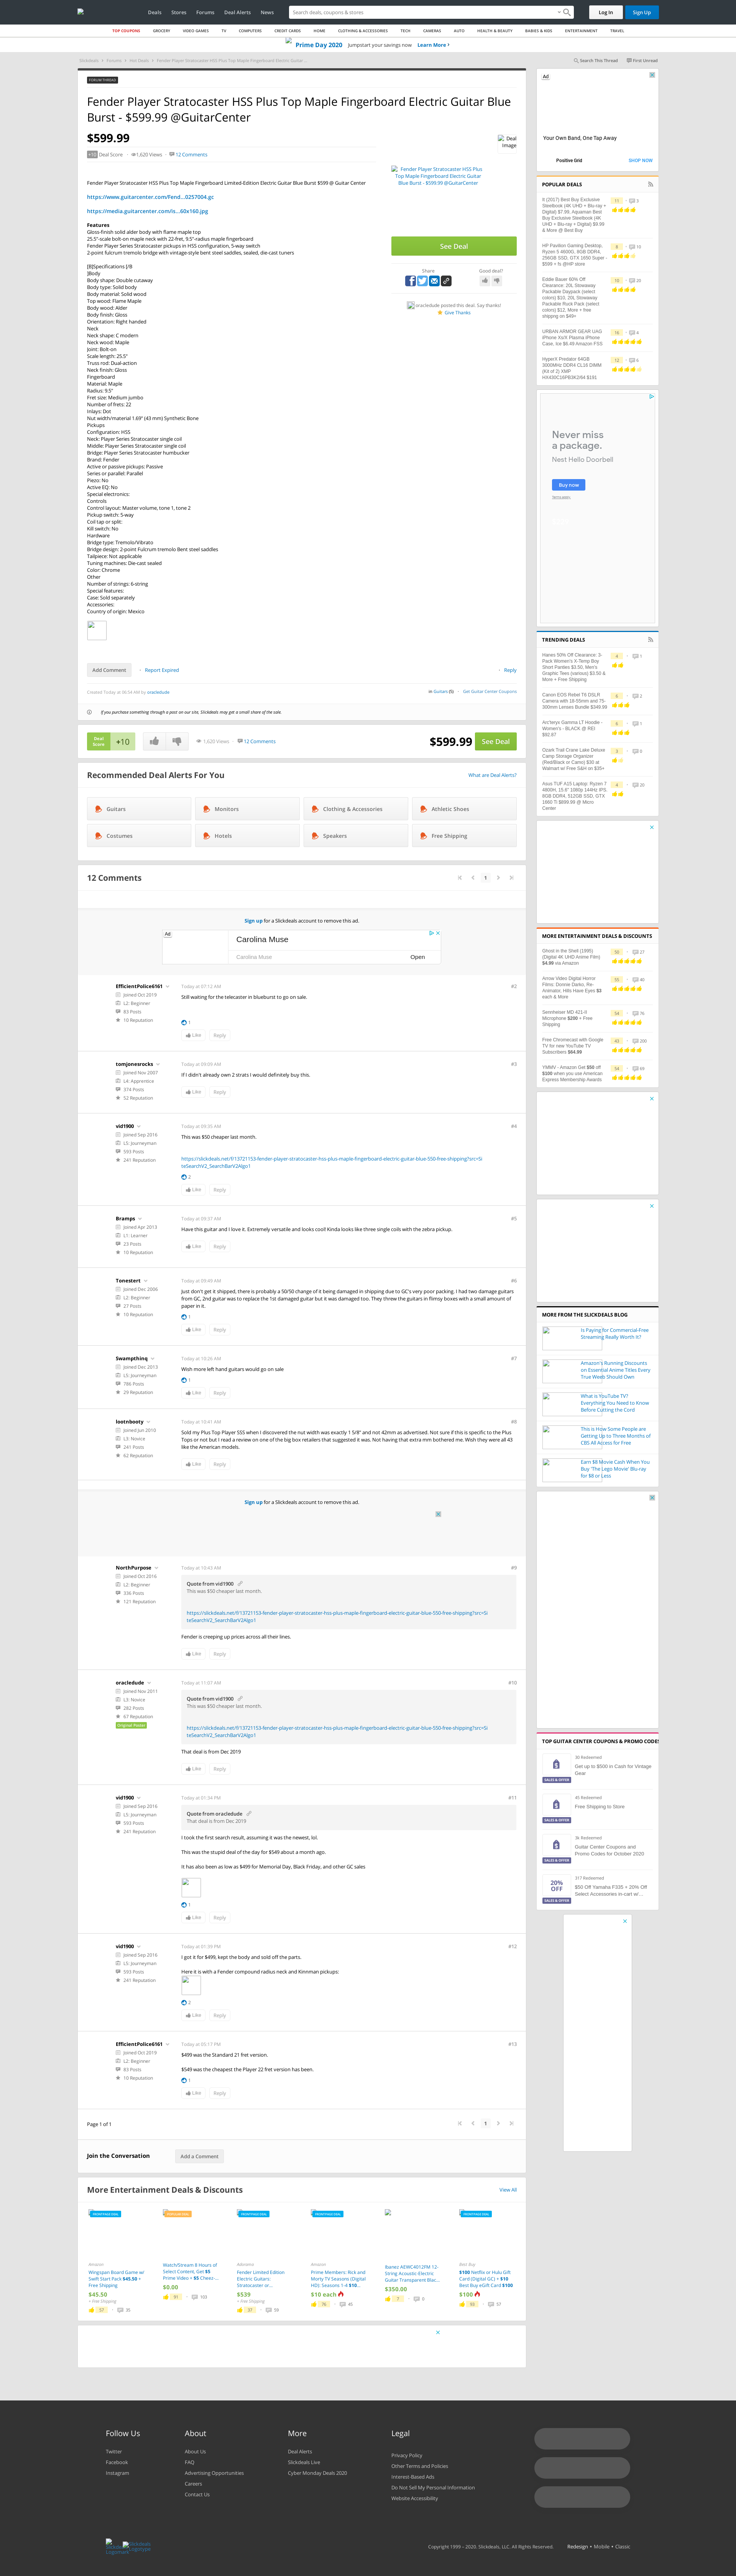 Deals Stores Forums Deal Alerts News
Search deals, coupons & stores
Log In
Sign Up
TOP COUPONS GROCERY VIDEO GAMES TV COMPUTERS CREDIT CARDS HOME CLOTHING & ACCESSORIES TECH CAMERAS AUTO HEALTH & BEAUTY BABIES & KIDS ENTERTAINMENT TRAVEL
Prime Day 2020 Jumpstart your savings now Learn More
Slickdeals Forums Hot Deals Fender Player Stratocaster HSS Plus Top Maple Fingerboard Electric Guitar ...
Search This Thread First Unread
FORUM THREAD
Fender Player Stratocaster HSS Plus Top Maple Fingerboard Electric Guitar Blue Burst - $599.99 @GuitarCenter
$599.99
+10 Deal Score 1,620 Views 12 Comments
Deal Image
Fender Player Stratocaster HSS Plus Top Maple Fingerboard Limited-Edition Electric Guitar Blue Burst $599 @ Guitar Center
https://www.guitarcenter.com/Fend...0257004.gc
https://media.guitarcenter.com/is...60x160.jpg
Features
Gloss-finish solid alder body with flame maple top
25.5"-scale bolt-on maple neck with 22-fret, 9.5"-radius maple fingerboard
Fender Player Series Stratocaster pickups in HSS configuration, 5-way switch
2-point fulcrum tremolo bridge with vintage-style bent steel saddles, sealed, die-cast tuners
[B]Specifications [/B
]Body
Body shape: Double cutaway
Body type: Solid body
Body material: Solid wood
Top wood: Flame Maple
Body wood: Alder
Body finish: Gloss
Orientation: Right handed
Neck
Neck shape: C modern
Neck wood: Maple
Joint: Bolt-on
Scale length: 25.5"
Truss rod: Dual-action
Neck finish: Gloss
Fingerboard
Material: Maple
Radius: 9.5"
Fret size: Medium jumbo
Number of frets: 22
Inlays: Dot
Nut width/material 1.69" (43 mm) Synthetic Bone
Pickups
Configuration: HSS
Neck: Player Series Stratocaster single coil
Middle: Player Series Stratocaster single coil
Bridge: Player Series Stratocaster humbucker
Brand: Fender
Active or passive pickups: Passive
Series or parallel: Parallel
Piezo: No
Active EQ: No
Special electronics:
Controls
Control layout: Master volume, tone 1, tone 2
Pickup switch: 5-way
Coil tap or split:
Kill switch: No
Hardware
Bridge type: Tremolo/Vibrato
Bridge design: 2-point Fulcrum tremolo Bent steel saddles
Tailpiece: Not applicable
Tuning machines: Die-cast sealed
Color: Chrome
Other
Number of strings: 6-string
Special features:
Case: Sold separately
Accessories:
Country of origin: Mexico
Fender Player Stratocaster HSS Plus Top Maple Fingerboard Electric Guitar Blue Burst - $599.99 @GuitarCenter
See Deal
Share
Good deal?
oracledude posted this deal. Say thanks!
Give Thanks
Add Comment Report Expired Reply
Created Today at 06:34 AM by oracledude
Guitars (5) Get Guitar Center Coupons
If you purchase something through a post on our site, Slickdeals may get a small share of the sale.
Deal Score +10 1,620 Views 12 Comments $599.99 See Deal
Recommended Deal Alerts For You
What are Deal Alerts?
Guitars Monitors Clothing & Accessories Athletic Shoes
Costumes Hotels Speakers Free Shipping
12 Comments
1
Sign up for a Slickdeals account to remove this ad.
Ad
Carolina Muse
Carolina Muse
Open
EfficientPolice6161
Joined Oct 2019
L2: Beginner
83 Posts
10 Reputation
Today at 07:12 AM #2
Still waiting for the telecaster in blueburst to go on sale.
1
Like Reply
tomjonesrocks
Joined Nov 2007
L4: Apprentice
374 Posts
52 Reputation
Today at 09:09 AM #3
If I didn't already own 2 strats I would deFinitely buy this.
Like Reply
vid1900
Joined Sep 2016
L5: Journeyman
593 Posts
241 Reputation
Today at 09:35 AM #4
This was $50 cheaper last month.
https://slickdeals.net/f/13721153-fender-player-stratocaster-hss-plus-maple-fingerboard-electric-guitar-blue-550-free-shipping?src=Si
teSearchV2_SearchBarV2Algo1
2
Like Reply
Bramps
Joined Apr 2013
L1: Learner
23 Posts
10 Reputation
Today at 09:37 AM #5
Have this guitar and I love it. Extremely versatile and looks cool! Kinda looks like three single coils with the zebra pickup.
Like Reply
Tonestert
Joined Dec 2006
L2: Beginner
27 Posts
10 Reputation
Today at 09:49 AM #6
Just don't get it shipped, there is probably a 50/50 change of it being damaged in shipping due to GC's very poor packing. I had two damage guitars from GC, 2nd guitar was to replace the 1st damaged guitar but it was damaged too. They threw the guitars in flimsy boxes with a small amount of paper in it.
1
Like Reply
Swampthinq
Joined Dec 2013
L5: Journeyman
786 Posts
29 Reputation
Today at 10:26 AM #7
Wish more left hand guitars would go on sale
1
Like Reply
lootnbooty
Joined Jun 2010
L3: Novice
241 Posts
62 Reputation
Today at 10:41 AM #8
Sold my Plus Top Player SSS when I discovered the nut width was exactly 1 5/8" and not 42mm as advertised. Not sure if this is specific to the Plus Tops but I read on a review one of the big box retailers that suggested it was. Not having that extra mm bothered me. Wish they were all 43 like the American models.
Like Reply
Sign up for a Slickdeals account to remove this ad.
NorthPurpose
Joined Oct 2016
L2: Beginner
336 Posts
121 Reputation
Today at 10:43 AM #9
Quote from vid1900
This was $50 cheaper last month.
https://slickdeals.net/f/13721153-fender-player-stratocaster-hss-plus-maple-fingerboard-electric-guitar-blue-550-free-shipping?src=Si
teSearchV2_SearchBarV2Algo1
Fender is creeping up prices across all their lines.
Like Reply
oracledude
Joined Nov 2011
L3: Novice
282 Posts
67 Reputation
Original Poster
Today at 11:07 AM #10
Quote from vid1900
This was $50 cheaper last month.
https://slickdeals.net/f/13721153-fender-player-stratocaster-hss-plus-maple-fingerboard-electric-guitar-blue-550-free-shipping?src=Si
teSearchV2_SearchBarV2Algo1
That deal is from Dec 2019
Like Reply
vid1900
Joined Sep 2016
L5: Journeyman
593 Posts
241 Reputation
Today at 01:34 PM #11
Quote from oracledude
That deal is from Dec 2019
I took the first search result, assuming it was the newest, lol.
This was the stupid deal of the day for $549 about a month ago.
It has also been as low as $499 for Memorial Day, Black Friday, and other GC sales
1
Like Reply
vid1900
Joined Sep 2016
L5: Journeyman
593 Posts
241 Reputation
Today at 01:39 PM #12
I got it for $499, kept the body and sold off the parts.
Here it is with a Fender compound radius neck and Kinnman pickups:
2
Like Reply
EfficientPolice6161
Joined Oct 2019
L2: Beginner
83 Posts
10 Reputation
Today at 05:17 PM #13
$499 was the Standard 21 fret version.
$549 was the cheapest the Player 22 fret version has been.
1
Like Reply
Page 1 of 1
1
Join the Conversation Add a Comment
More Entertainment Deals & Discounts
View All
Amazon
Wingspan Board Game w/ Swift Start Pack $45.50 + Free Shipping
$45.50
+ Free Shipping
57 35
Watch/Stream 8 Hours of Select Content, Get $5 Prime Video + $5 Cheez-...
$0.00
81 103
Adorama
Fender Limited Edition Electric Guitars: Stratocaster or...
$539
+ Free Shipping
37 59
Amazon
Prime Members: Rick and Morty TV Seasons (Digital HD): Seasons 1-4 $10...
$10 each
76 45
Ibanez AEWC4012FM 12-String Acoustic Electric Guitar Transparent Blac...
$350.00
7 0
Best Buy
$100 Netflix or Hulu Gift Card (Digital GC) + $10 Best Buy eGift Card $100
$100
93 57
Ad
Your Own Band, One Tap Away
Positive Grid
SHOP NOW
POPULAR DEALS
It (2017) Best Buy Exclusive Steelbook (4K UHD + Blu-ray + Digital) $7.99, Aquaman Best Buy Exclusive Steelbook (4K UHD + Blu-ray + Digital) $9.99 & More @ Best Buy
11 3
HP Pavilion Gaming Desktop, Ryzen 5 4600G, 8GB DDR4, 256GB SSD, GTX 1650 Super - $599 + fs @HP store
8 10
Eddie Bauer 60% Off Clearance: 20L Stowaway Packable Daypack (select colors) $10, 20L Stowaway Packable Ruck Pack (select colors) $12, More + free shipping on $49+
10 20
URBAN ARMOR GEAR UAG iPhone Xs/X Plasma iPhone Case, Ice $6.49 Amazon FSS
16 4
HyperX Predator 64GB 3000MHz DDR4 CL16 DIMM (Kit of 2) XMP HX430C16PB3K2/64 $191
12 6
Never miss a package.
Nest Hello Doorbell
Buy now
TRENDING DEALS
Hanes 50% Off Clearance: 3-Pack Women's X-Temp Boy Short Panties $3.50, Men's Graphic Tees (various) $3.50 & More + Free Shipping
4 1
Canon EOS Rebel T6 DSLR Camera with 18-55mm and 75-300mm Lenses Bundle $349.99
6 2
Arc'teryx Gamma LT Hoodie - Women's - BLACK @ REI $92.67
6 1
Ozark Trail Crane Lake Deluxe Camp Storage Organizer (Red/Black or Camo) $30 at Walmart w/ Free S&H on $35+
3 0
Asus TUF A15 Laptop: Ryzen 7 4800H, 15.6" 1080p 144Hz IPS, 8GB DDR4, 512GB SSD, GTX 1660 Ti $899.99 @ Micro Center
4 20
MORE ENTERTAINMENT DEALS & DISCOUNTS
Ghost in the Shell (1995) (Digital 4K UHD Anime Film) $4.99 via Amazon
58 27
Arrow Video Digital Horror Films: Donnie Darko, Re-Animator, Hills Have Eyes $3 each & More
55 46
Sennheiser MD 421-II Microphone $200 + Free Shipping
54 76
Free Chromecast with Google TV for new YouTube TV Subscribers $64.99
43 200
YMMV - Amazon Get $50 off $100 when you use American Express Membership Awards
54 69
MORE FROM THE SLICKDEALS BLOG
Is Paying for Commercial-Free Streaming Really Worth It?
Amazon's Running Discounts on Essential Anime Titles Every True Weeb Should Own
What is YouTube TV? Everything You Need to Know Before Cutting the Cord
This is How Some People are Getting Up to Three Months of CBS All Access for Free
Earn $8 Movie Cash When You Buy 'The Lego Movie' Blu-ray for $8 or Less
TOP GUITAR CENTER COUPONS & PROMO CODES
30 Redeemed
Get up to $500 in Cash for Vintage Gear
SALES & OFFER
45 Redeemed
Free Shipping to Store
SALES & OFFER
3k Redeemed
Guitar Center Coupons and Promo Codes for October 2020
SALES & OFFER
317 Redeemed
20% OFF
$50 Off Yamaha F335 + 20% Off Select Accessories in-cart w/...
SALES & OFFER
Follow Us
Twitter
Facebook
Instagram
About
About Us
FAQ
Advertising Opportunities
Careers
Contact Us
More
Deal Alerts
Slickdeals Live
Cyber Monday Deals 2020
Legal
Privacy Policy
Other Terms and Policies
Interest-Based Ads
Do Not Sell My Personal Information
Website Accessibility
Copyright 1999 - 2020. Slickdeals, LLC. All Rights Reserved. Redesign • Mobile • Classic